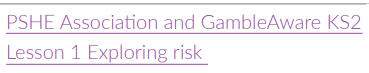 PSHE Association and GambleAware KS2
Lesson 1 Exploring risk